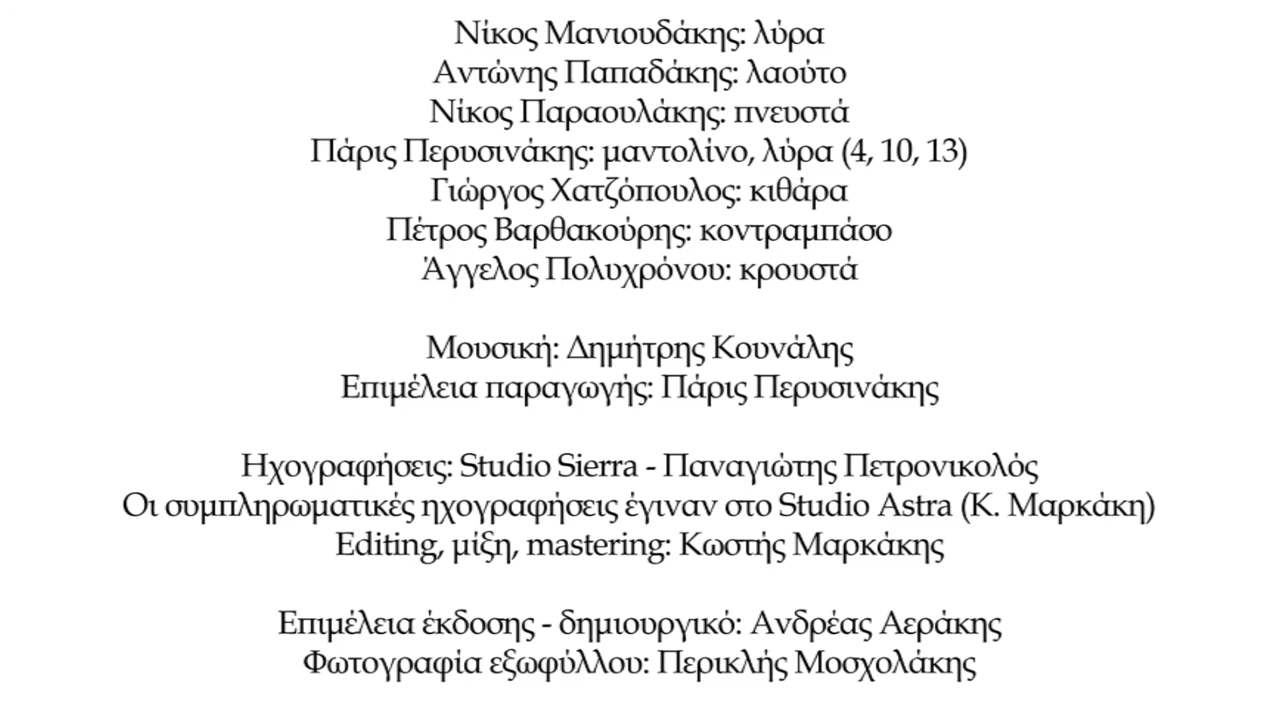 Νίκος Μανιουδάκης: λύρα
Αντώνης Παπαδάκης: λαούτο
Νίκος Παραουλάκης: πνευστά
Πάρις Περυσινάκης: μαντολίνο, λύρα (4, 10, 13)
Γιώργος Χατζόπουλος: κιθάρα
Πέτρος Βαρθακούρης: κοντραμπάσο
Άγγελος Πολυχρόνου: κρουστά
Μουσική: Δημήτρης Κουνάλης
Επιμέλεια παραγωγής: Πάρις Περυσινάκης
Ηχογραφήσεις: Studio Sierra - Παναγιώτης Πετρονικολός
Οι συμπληρωματικές ηχογραφήσεις έγιναν στο Studio Astra (Κ. Μαρκάκη)
Editing, μίξη, mastering: Κωστής Μαρκάκης
Επιμέλεια έκδοσης - δημιουργικό: Ανδρέας Αεράκης
Φωτογραφία εξωφύλλου: Περικλής Μοσχολάκης